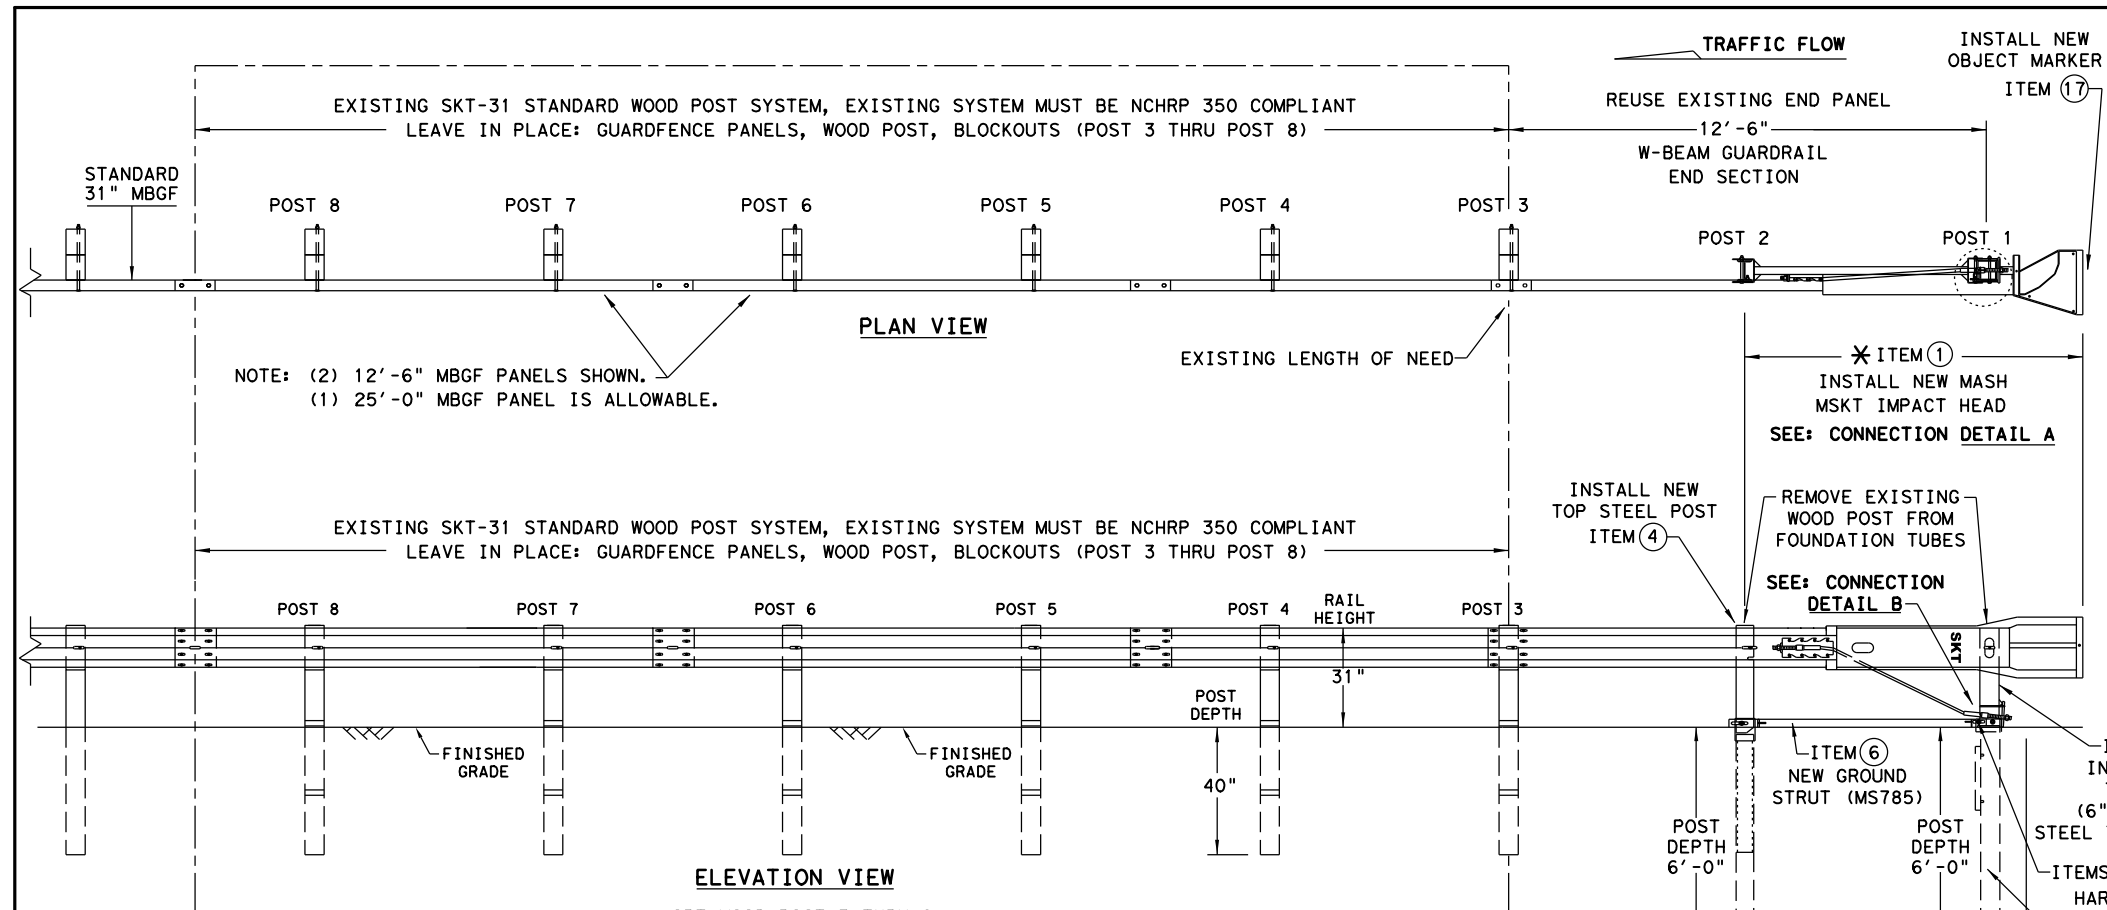 TRAFFIC FLOW
INSTALL NEW
OBJECT MARKER
ITEM 17
EXISTING SKT-31 STANDARD WOOD POST SYSTEM, EXISTING SYSTEM MUST BE NCHRP 350 COMPLIANT
LEAVE IN PLACE: GUARDFENCE PANELS, WOOD POST, BLOCKOUTS (POST 3 THRU POST 8)
REUSE EXISTING END PANEL
12'-6"
W-BEAM GUARDRAIL
END SECTION
STANDARD
31" MBGF
POST 8
POST 7
POST 6
POST 5
POST 4
POST 3
POST 2
POST 1
PLAN VIEW
NOTE: (2) 12'-6" MBGF PANELS SHOWN.
(1) 25'-0" MBGF PANEL IS ALLOWABLE.
EXISTING LENGTH OF NEED
* ITEM 1
INSTALL NEW MASH
MSKT IMPACT HEAD
SEE: CONNECTION DETAIL A
INSTALL NEW
TOP STEEL POST
ITEM 4
REMOVE EXISTING
WOOD POST FROM
FOUNDATION TUBES
EXISTING SKT-31 STANDARD WOOD POST SYSTEM, EXISTING SYSTEM MUST BE NCHRP 350 COMPLIANT
LEAVE IN PLACE: GUARDFENCE PANELS, WOOD POST, BLOCKOUTS (POST 3 THRU POST 8)
SEE: CONNECTION
DETAIL B
POST 8
POST 7
POST 6
POST 5
POST 4
RAIL
HEIGHT
POST 3
SKT
31"
POST
DEPTH
FINISHED
GRADE
FINISHED
GRADE
40"
ITEM 6
NEW GROUND
STRUT (MS785)
IN
(6"
STEEL
POST
DEPTH
6'-0"
POST
DEPTH
6'-0"
ITEMS
HAR
ELEVATION VIEW